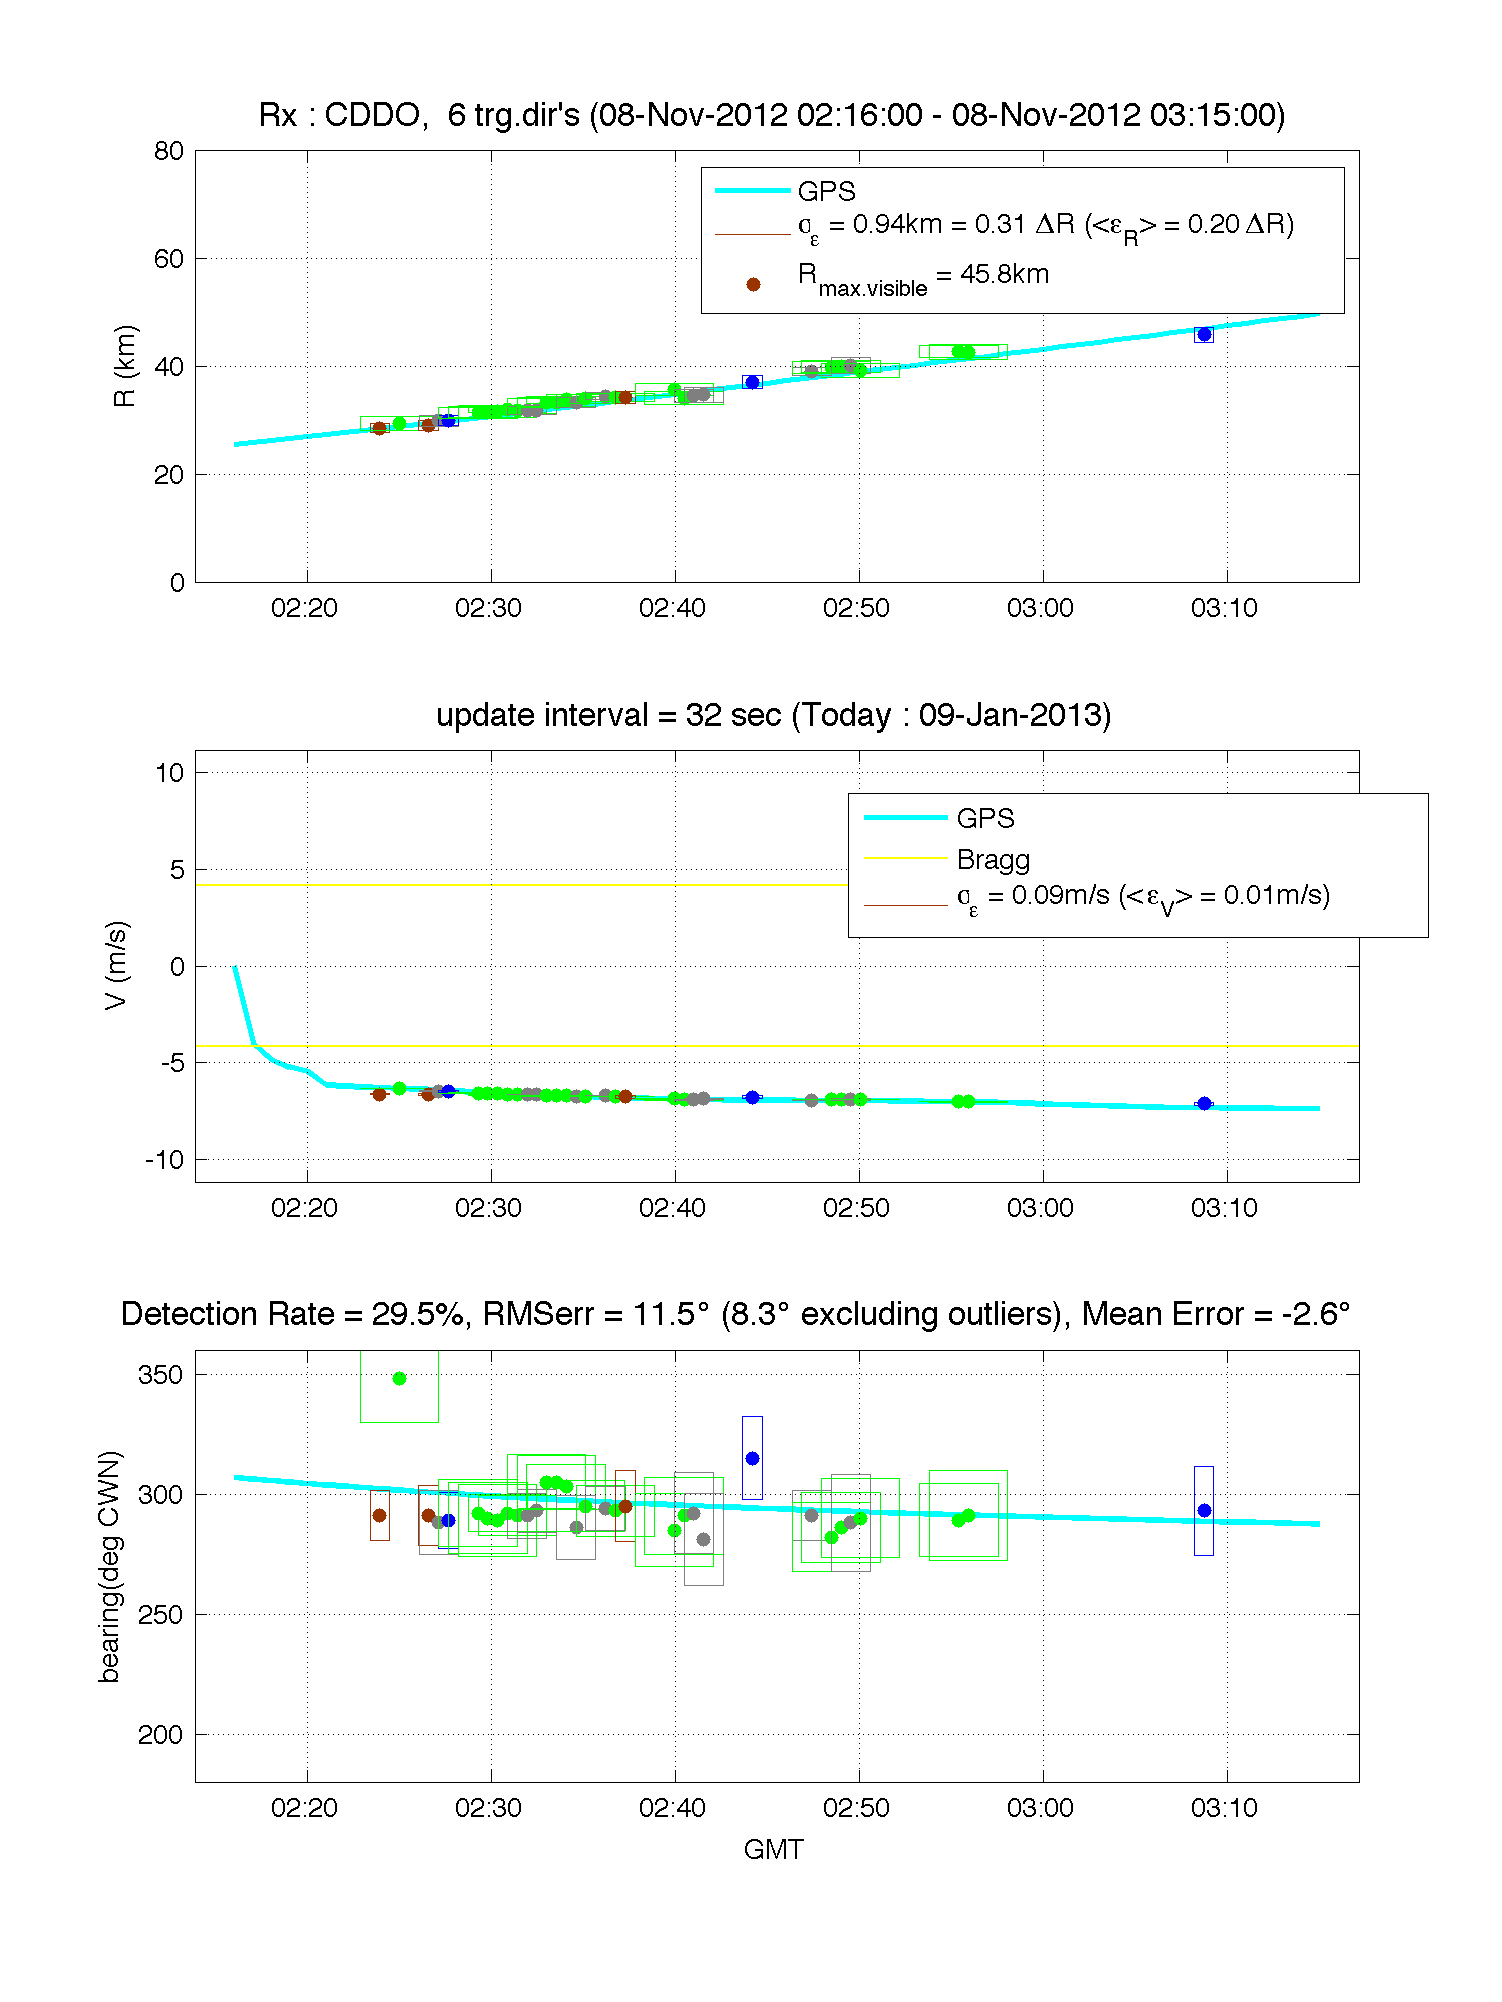 Rx : CDDO,  6 trg.dir's (08-Nov-2012 02:16:00 - 08-Nov-2012 03:15:00)
80
60
40
20
0
R (km)
GPS
σε = 0.94km = 0.31 ΔR (<εR> = 0.20 ΔR)
Rmax.visible = 45.8km
02:20 02:30 02:40 02:50 03:00 03:10
update interval = 32 sec (Today : 09-Jan-2013)
10
5
0
-5
-10
V (m/s)
GPS
Bragg
σε = 0.09m/s (<εV> = 0.01m/s)
02:20 02:30 02:40 02:50 03:00 03:10
Detection Rate = 29.5%, RMSerr = 11.5° (8.3° excluding outliers), Mean Error = -2.6°
350
300
250
200
bearing(deg CWN)
02:20 02:30 02:40 02:50 03:00 03:10
GMT